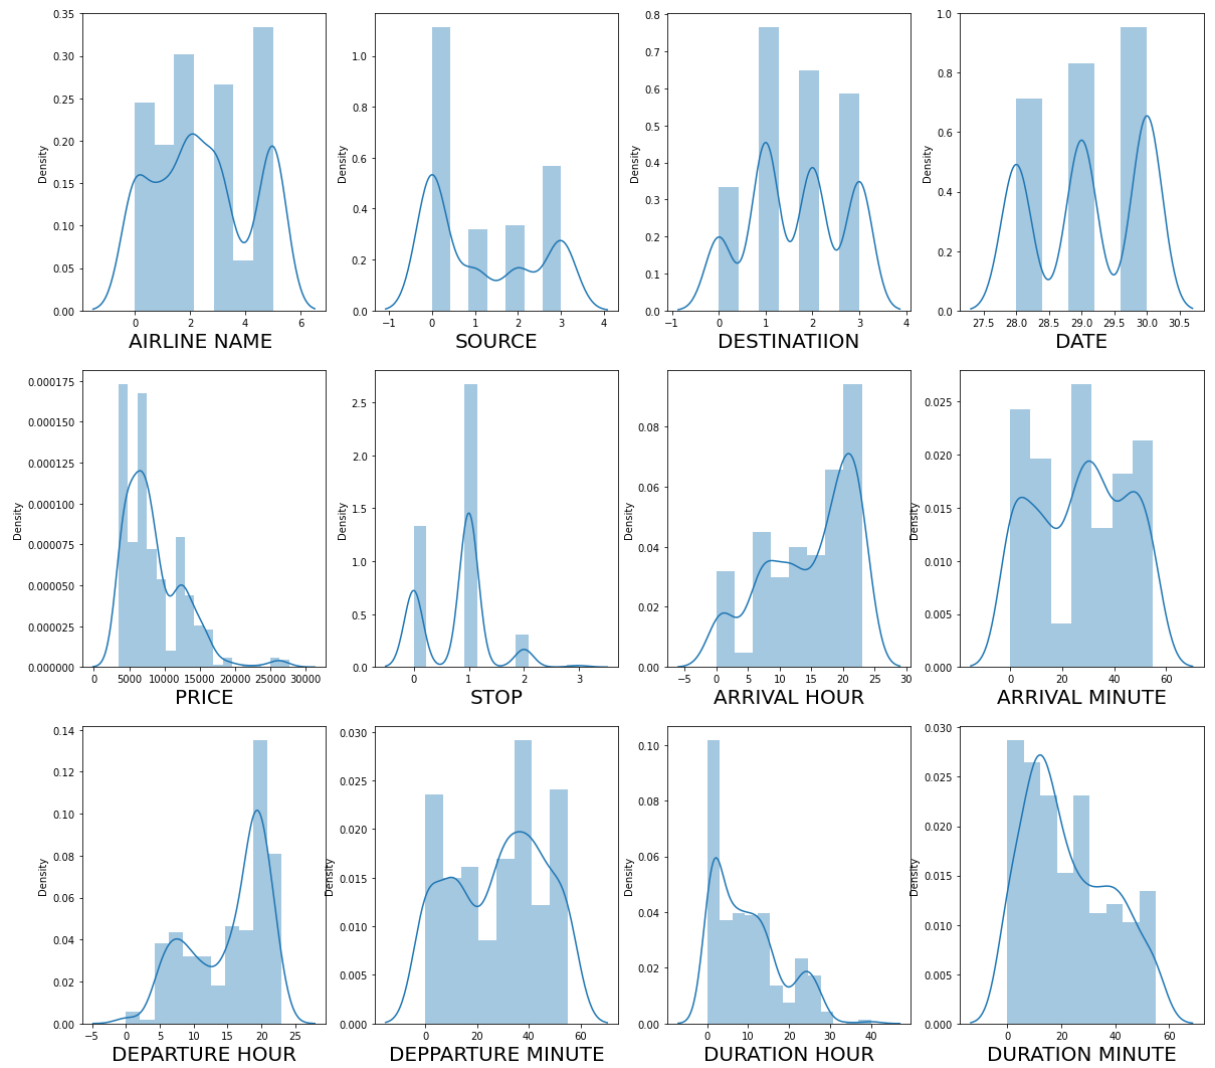 0.35
0.30
0.25
0.20
0.15
0.10
0.05
0.00
Density
0 2 4 6
AIRLINE NAME
1.0
0.8
0.6
0.4
0.2
0.0
Density
−1 0 1 2 3 4
SOURCE
0.8
0.7
0.6
0.5
0.4
0.3
0.2
0.1
0.0
Density
−1 0 1 2 3 4
DESTINATIION
1.0
0.8
0.6
0.4
0.2
0.0
Density
27.5 28.0 28.5 29.0 29.5 30.0 30.5
DATE
0.000175
0.000150
0.000125
0.000100
0.000075
0.000050
0.000025
0.000000
Density
0 5000 10000 15000 20000 25000 30000
PRICE
2.5
2.0
1.5
1.0
0.5
0.0
Density
0 1 2 3
STOP
0.08
0.06
0.04
0.02
0.00
Density
−5 0 5 10 15 20 25 30
ARRIVAL HOUR
0.025
0.020
0.015
0.010
0.005
0.000
Density
0 20 40 60
ARRIVAL MINUTE
0.14
0.12
0.10
0.08
0.06
0.04
0.02
0.00
Density
−5 0 5 10 15 20 25
DEPARTURE HOUR
0.030
0.025
0.020
0.015
0.010
0.005
0.000
Density
0 20 40 60
DEPPARTURE MINUTE
0.10
0.08
0.06
0.04
0.02
0.00
Density
0 10 20 30 40
DURATION HOUR
0.030
0.025
0.020
0.015
0.010
0.005
0.000
Density
0 20 40 60
DURATION MINUTE